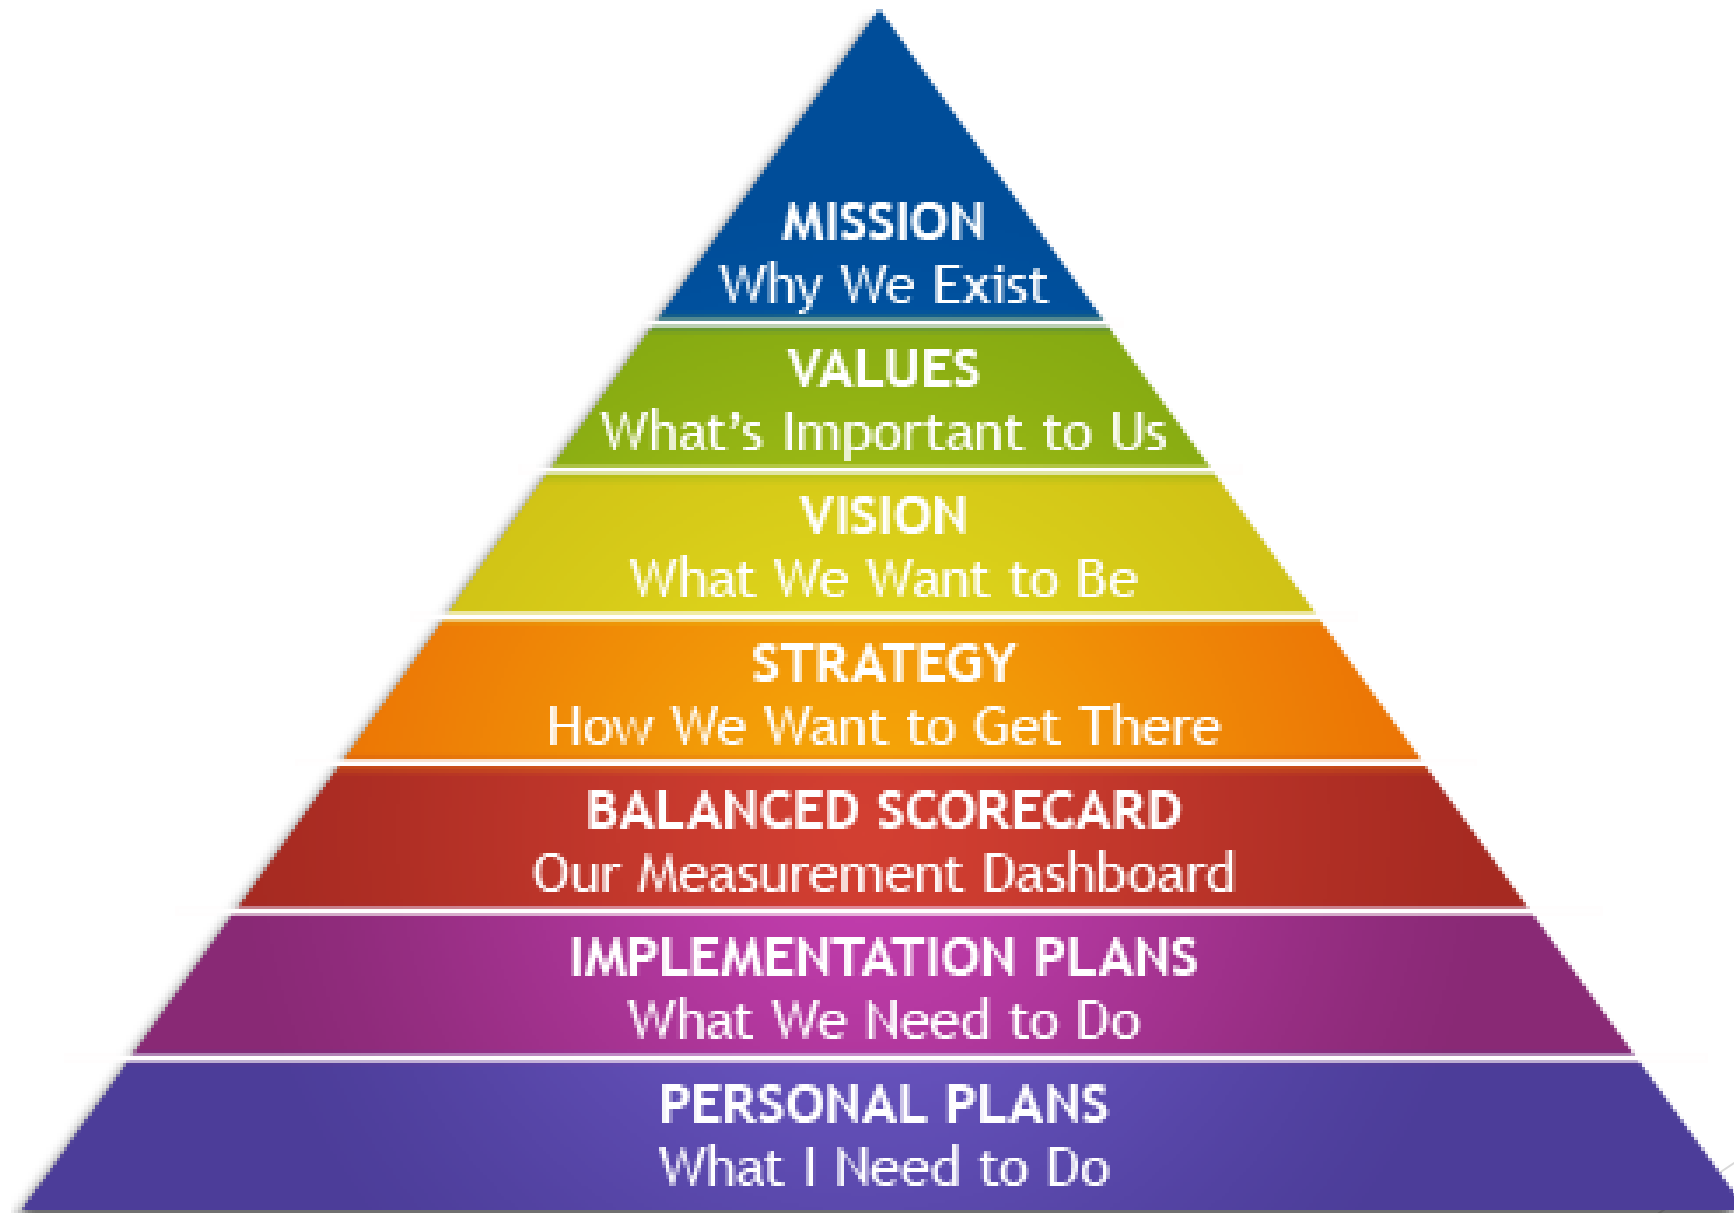 MISSION
Why We Exist
VALUES
What’s Important to Us
VISION
What We Want to Be
STRATEGY
How We Want to Get There
BALANCED SCORECARD
Our Measurement Dashboard
IMPLEMENTATION PLANS
What We Need to Do
PERSONAL PLANS
What I Need to Do